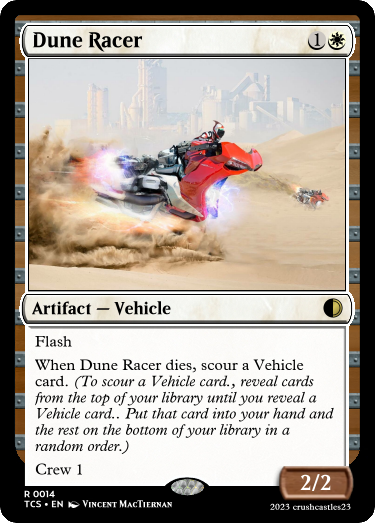 Dune Racer 1
Artifact — Vehicle
Flash
When Dune Racer dies, scour a Vehicle
card. (To scour a Vehicle card., reveal cards
from the top of your library until you reveal a
Vehicle card.. Put that card into your hand and
the rest on the bottom of your library in a
random order.)
Crew 1
2/2
R 0014
TCS • EN Vincent MacTiernan
2023 crushcastles23